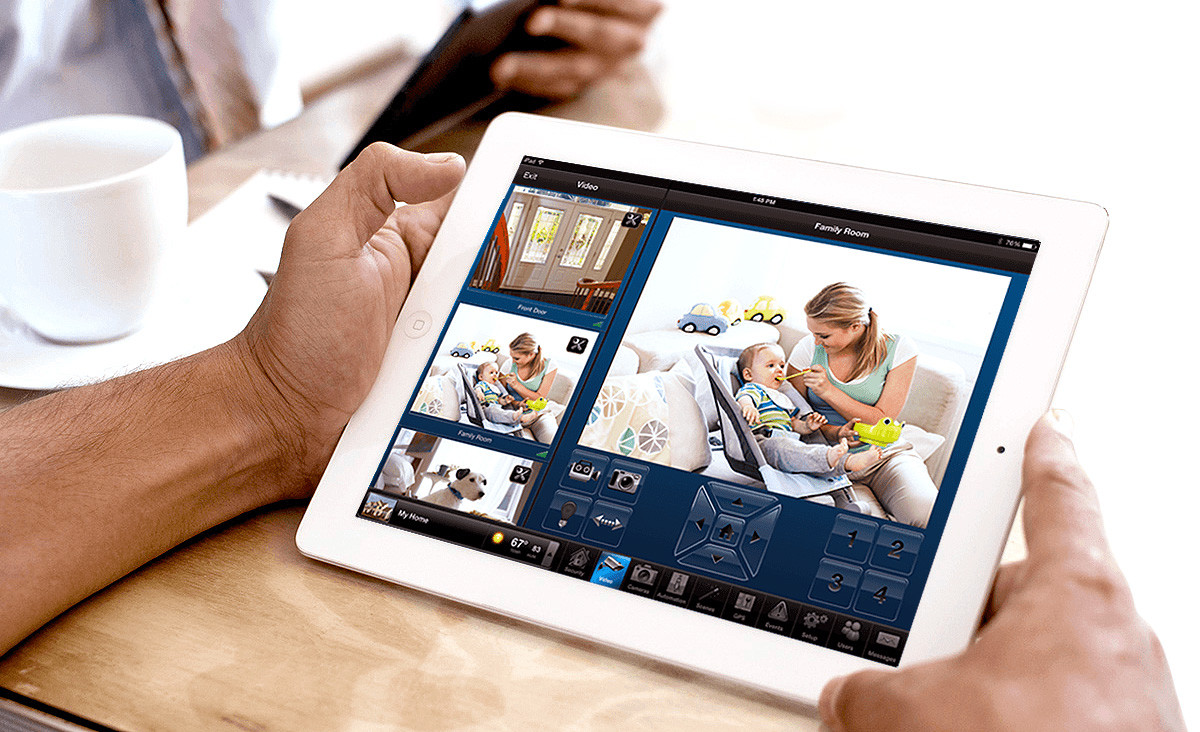 iPad
1:43 PM
76%
Exit
Video
Family Room
Front Door
Family Room
My Home
67°
83
1
2
3
4
Security
Video
Cameras
Automation
Scenes
GPS
Events
Setup
Users
Messages